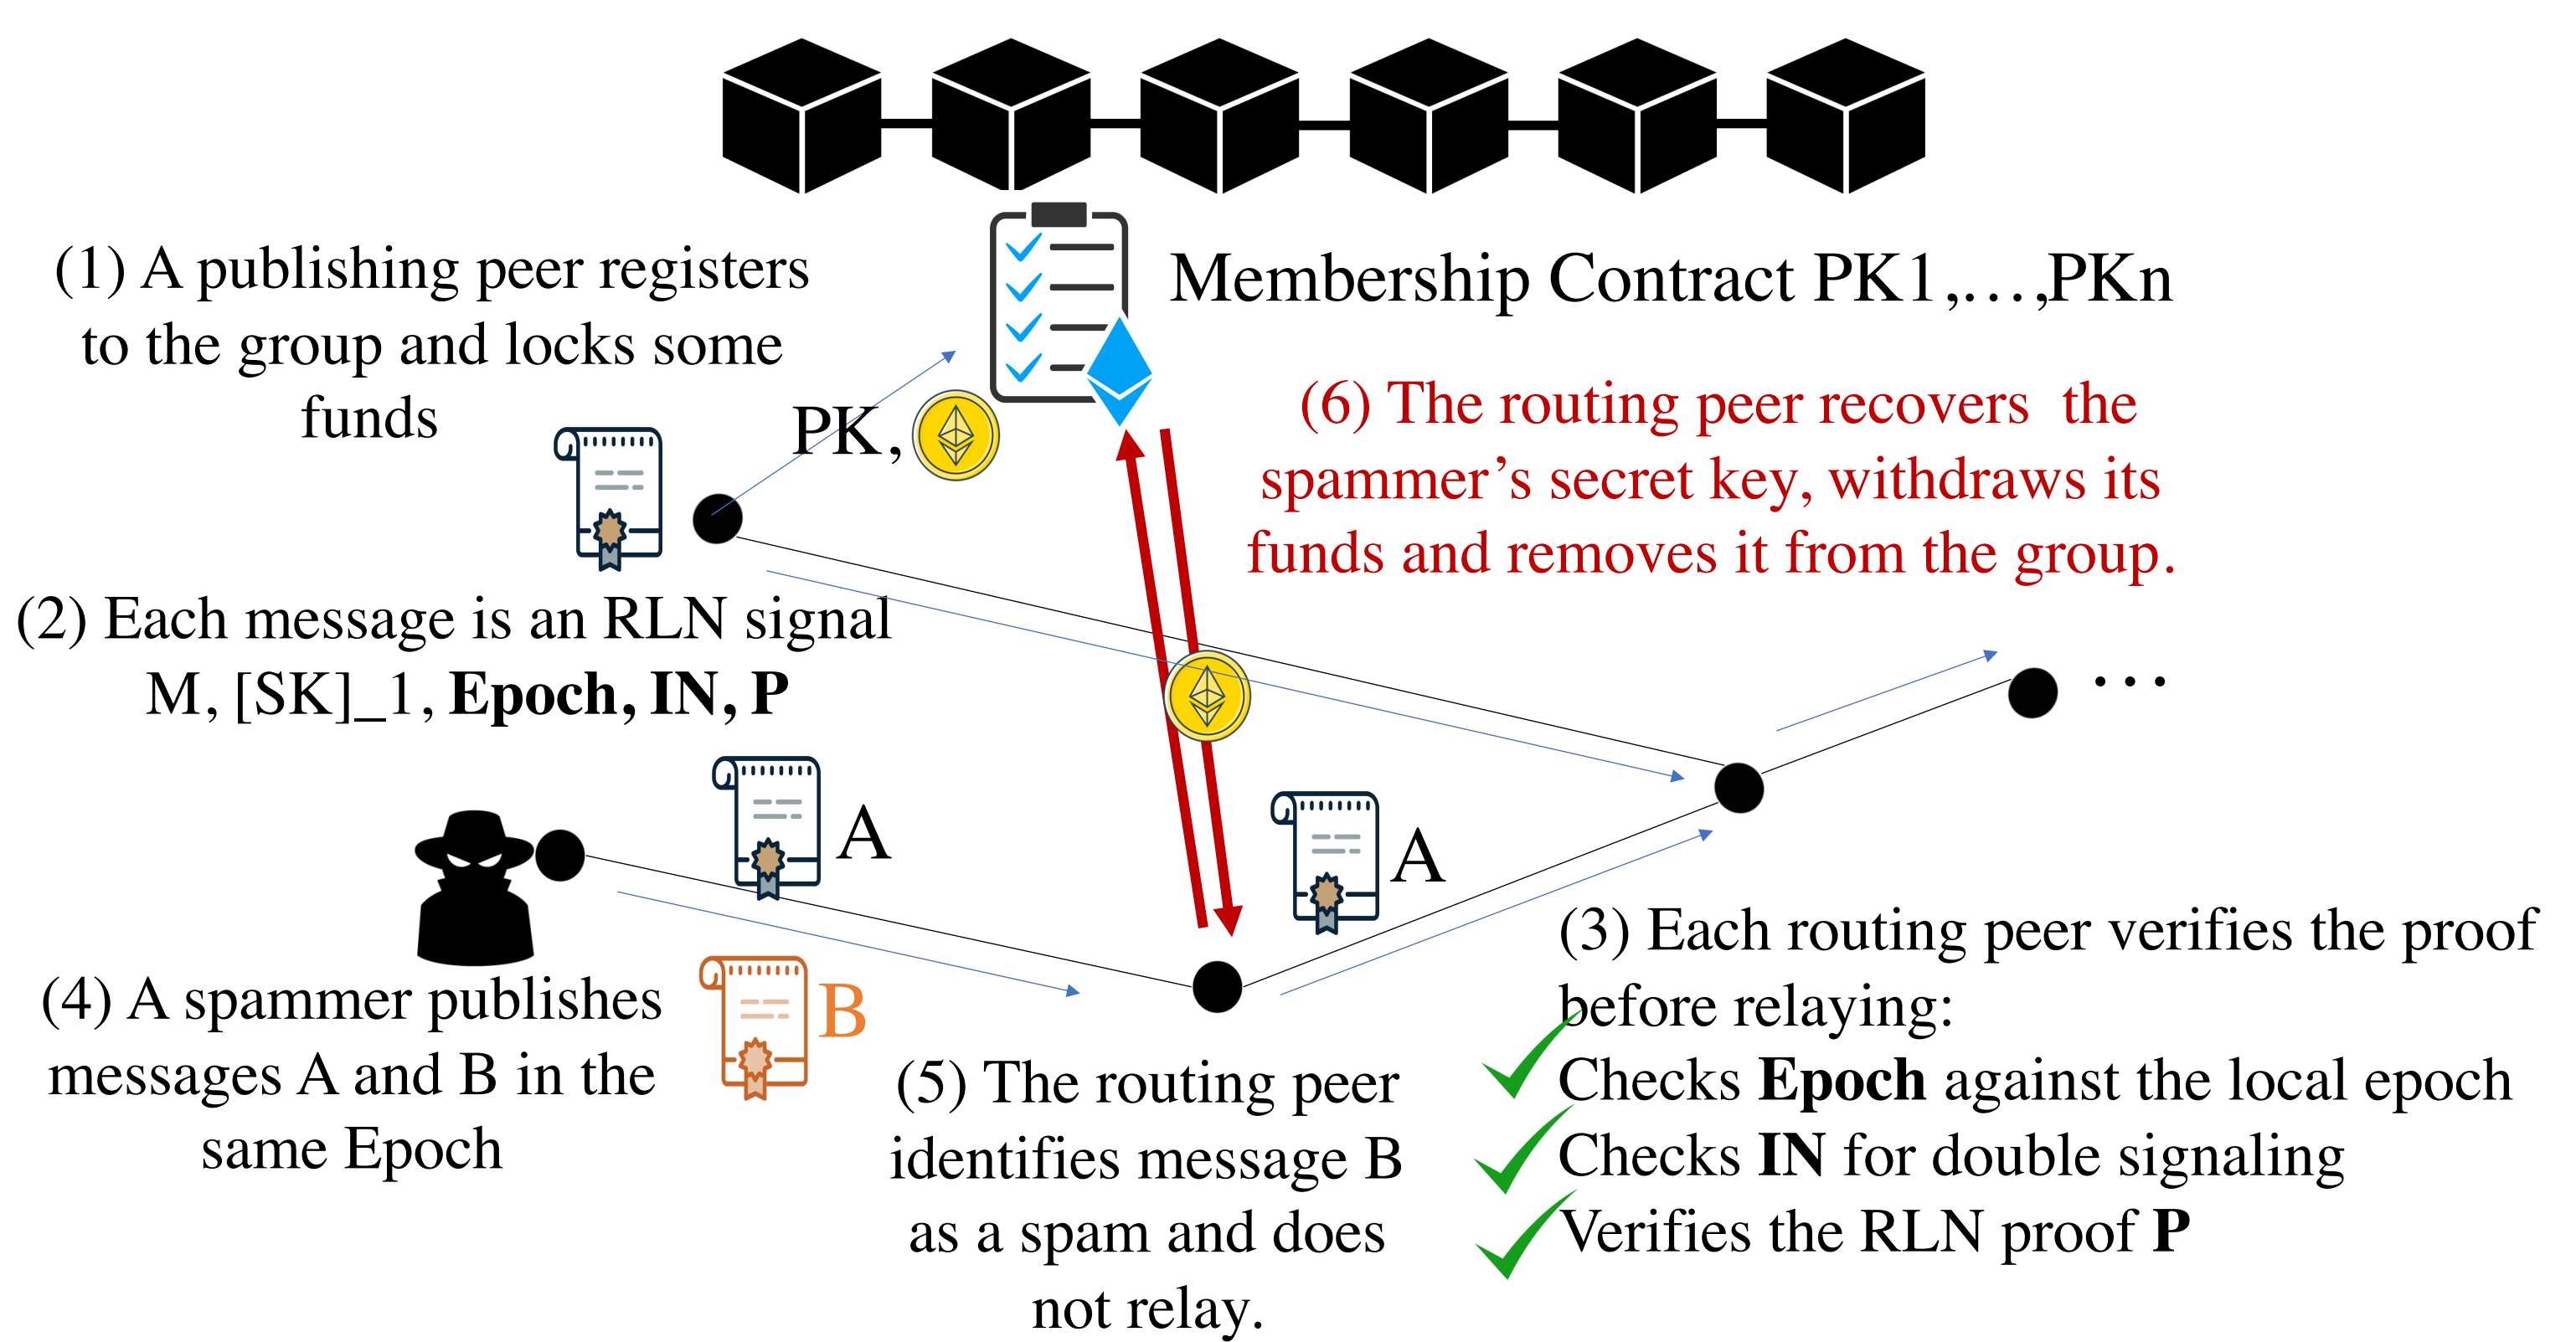 (1) A publishing peer registers
to the group and locks some
funds
Membership Contract PK1,...,PKn
PK,
(6) The routing peer recovers  the
spammer’s secret key, withdraws its
funds and removes it from the group.
(2) Each message is an RLN signal
M, [SK]_1, Epoch, IN, P
...
A
A
B
(4) A spammer publishes
messages A and B in the
same Epoch
(5) The routing peer
identifies message B
as a spam and does
not relay.
(3) Each routing peer verifies the proof
before relaying:
Checks Epoch against the local epoch
Checks IN for double signaling
Verifies the RLN proof P